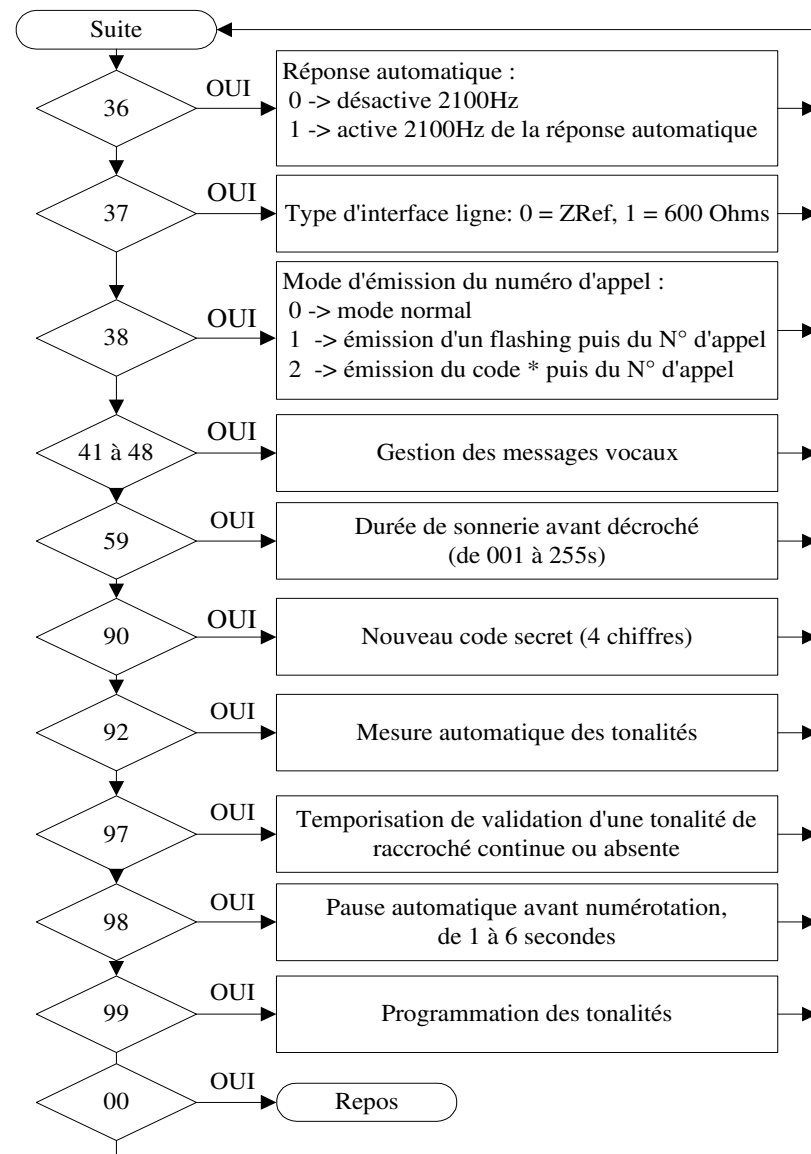 Suite
36
OUI
Réponse automatique :
0 -> désactive 2100Hz
1 -> active 2100Hz de la réponse automatique
37
OUI
Type d'interface ligne: 0 = ZRef, 1 = 600 Ohms
38
OUI
Mode d'émission du numéro d'appel :
0 -> mode normal
1 -> émission d'un flashing puis du N° d'appel
2 -> émission du code * puis du N° d'appel
41 à 48
OUI
Gestion des messages vocaux
59
OUI
Durée de sonnerie avant décroché
(de 001 à 255s)
90
OUI
Nouveau code secret (4 chiffres)
92
OUI
Mesure automatique des tonalités
97
OUI
Temporisation de validation d'une tonalité de
raccroché continue ou absente
98
OUI
Pause automatique avant numérotation,
de 1 à 6 secondes
99
OUI
Programmation des tonalités
00
OUI
Repos